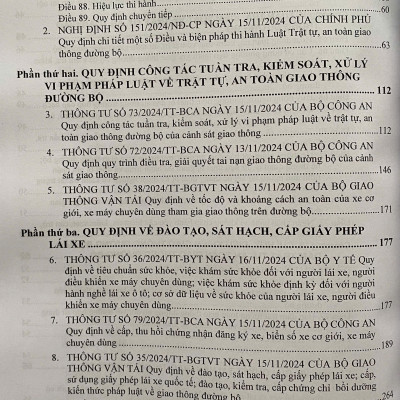 Điều 88. Hiệu lực thi hành
Điều 89. Quy định chuyển tiếp 60
2. NGHỊ ĐỊNH SỐ 151/2024/NĐ-CP NGÀY 15/11/2024 CỦA CHÍNH PHỦ
Quy định chi tiết một số Điều và biện pháp thi hành Luật Trật tự, an toàn
giao thông đường bộ 63
Phần thứ hai. QUY ĐỊNH CÔNG TÁC TUẦN TRA, KIỂM SOÁT, XỬ LÝ
VI PHẠM PHÁP LUẬT VỀ TRẬT TỰ, AN TOÀN GIAO THÔNG
ĐƯỜNG BỘ 112
3. THÔNG TƯ SỐ 73/2024/TT-BCA NGÀY 15/11/2024 CỦA BỘ CÔNG AN
Quy định công tác tuần tra, kiểm soát, xử lý vi phạm pháp luật về trật tự, an
toàn giao thông đường bộ của cảnh sát giao thông 112
4. THÔNG TƯ SỐ 72/2024/TT-BCA NGÀY 13/11/2024 CỦA BỘ CÔNG AN
Quy định quy trình điều tra, giải quyết tai nạn giao thông đường bộ của cảnh
sát giao thông 146
5. THÔNG TƯ SỐ 38/2024/TT-BGTVT NGÀY 15/11/2024 CỦA BỘ GIAO
THÔNG VẬN TẢI Quy định về tốc độ và khoảng cách an toàn của xe cơ
giới, xe máy chuyên dùng tham gia giao thông trên đường bộ 171
Phần thứ ba. QUY ĐỊNH VỀ ĐÀO TẠO, SÁT HẠCH, CẤP GIẤY PHÉP
LÁI XE 177
6. THÔNG TƯ SỐ 36/2024/TT-BYT NGÀY 16/11/2024 CỦA BỘ Y TẾ Quy
định về tiêu chuẩn sức khỏe, việc khám sức khỏe đối với người lái xe, người
điều khiển xe máy chuyên dùng; việc khám sức khỏe định kỳ đối với người
hành nghề lái xe ô tô; cơ sở dữ liệu về sức khỏe của người lái xe, người điều
khiển xe máy chuyên dùng 177
7. THÔNG TƯ SỐ 79/2024/TT-BCA NGÀY 15/11/2024 CỦA BỘ CÔNG AN
Quy định về cấp, thu hồi chứng nhận đăng ký xe, biển số xe cơ giới, xe máy
chuyên dùng 189
8. THÔNG TƯ SỐ 35/2024/TT-BGTVT NGÀY 15/11/2024 CỦA BỘ GIAO
THÔNG VẬN TẢI Quy định về đào tạo, sát hạch, cấp giấy phép lái xe; cấp,
sử dụng giấy phép lái xe quốc tế; đào tạo, kiểm tra, cấp chứng chỉ bồi dưỡng
kiến thức pháp luật về giao thông đường bộ 264